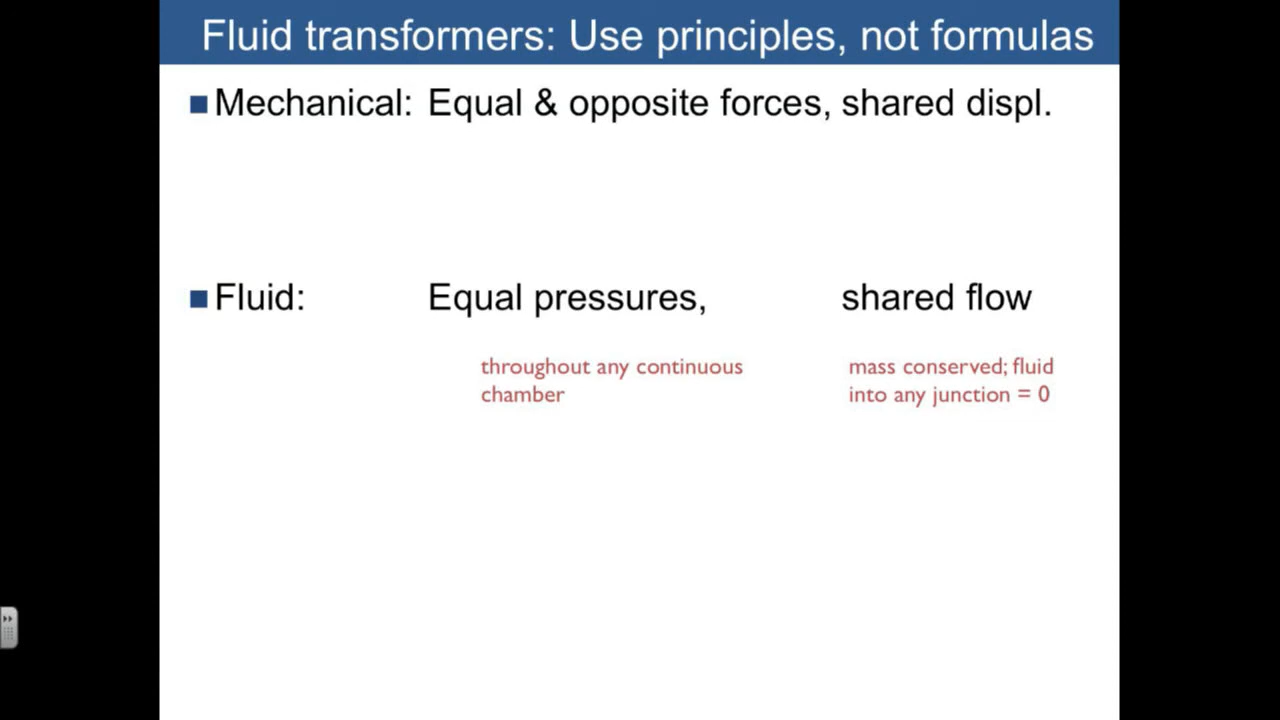 Fluid transformers: Use principles, not formulas
Mechanical: Equal & opposite forces, shared displ.
Fluid: Equal pressures, shared flow
throughout any continuous mass conserved; fluid
chamber into any junction = 0